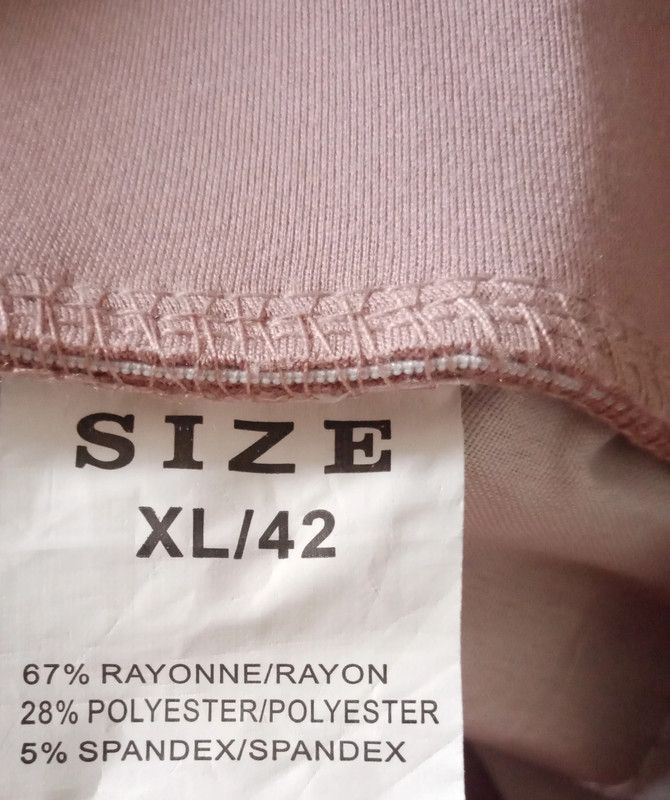 SIZE
XL/42
67% RAYONNE/RAYON
28% POLYESTER/POLYESTER
5% SPANDEX/SPANDEX